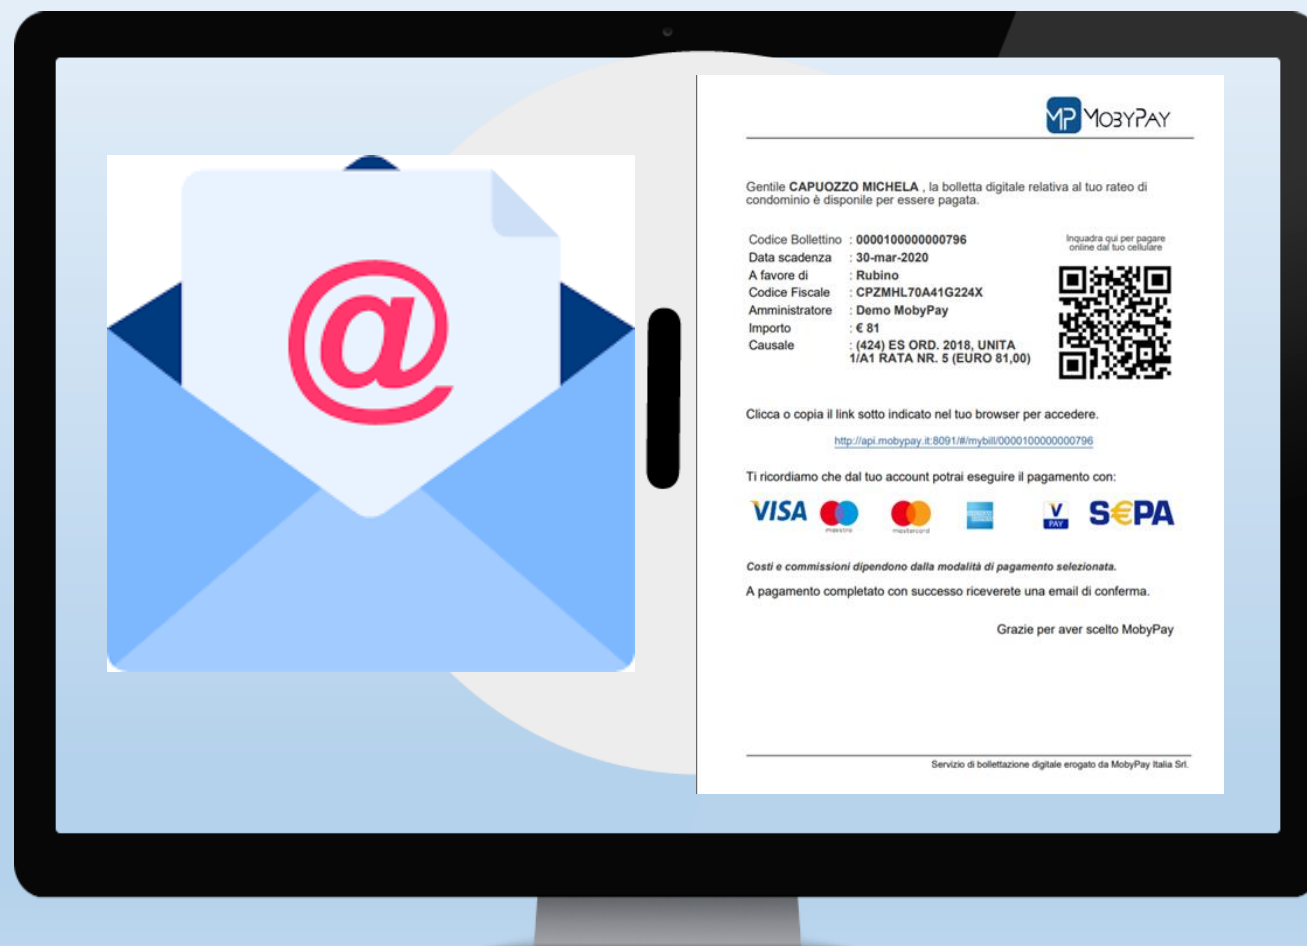 @
MP MOBYPAY
Gentile CAPUOZZO MICHELA , la bolletta digitale relativa al tuo rateo di
condominio è disponile per essere pagata.
Codice Bollettino : 0000100000000796
Data scadenza : 30-mar-2020
A favore di : Rubino
Codice Fiscale : CPZMHL70A41G224X
Amministratore : Demo MobyPay
Importo : € 81
Causale : (424) ES ORD. 2018, UNITA
1/A1 RATA NR. 5 (EURO 81,00)
Inquadra qui per pagare
online dal tuo cellulare
Clicca o copia il link sotto indicato nel tuo browser per accedere.
http://api.mobypay.it:8091/#/mybill/0000100000000796
Ti ricordiamo che dal tuo account potrai eseguire il pagamento con:
VISA maestro mastercard V PAY S€PA
Costi e commissioni dipendono dalla modalità di pagamento selezionata.
A pagamento completato con successo riceverete una email di conferma.
Grazie per aver scelto MobyPay
Servizio di bollettazione digitale erogato da MobyPay Italia Srl.